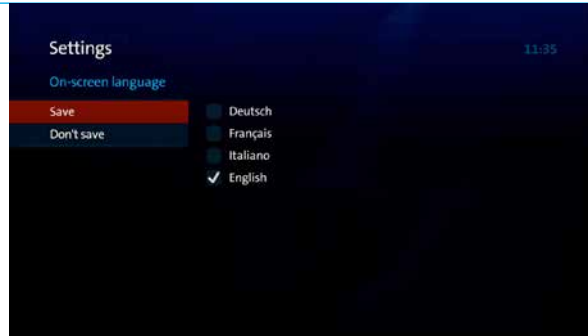 Settings
11:35
On-screen language
Save
Don't save
Deutsch
Français
Italiano
English